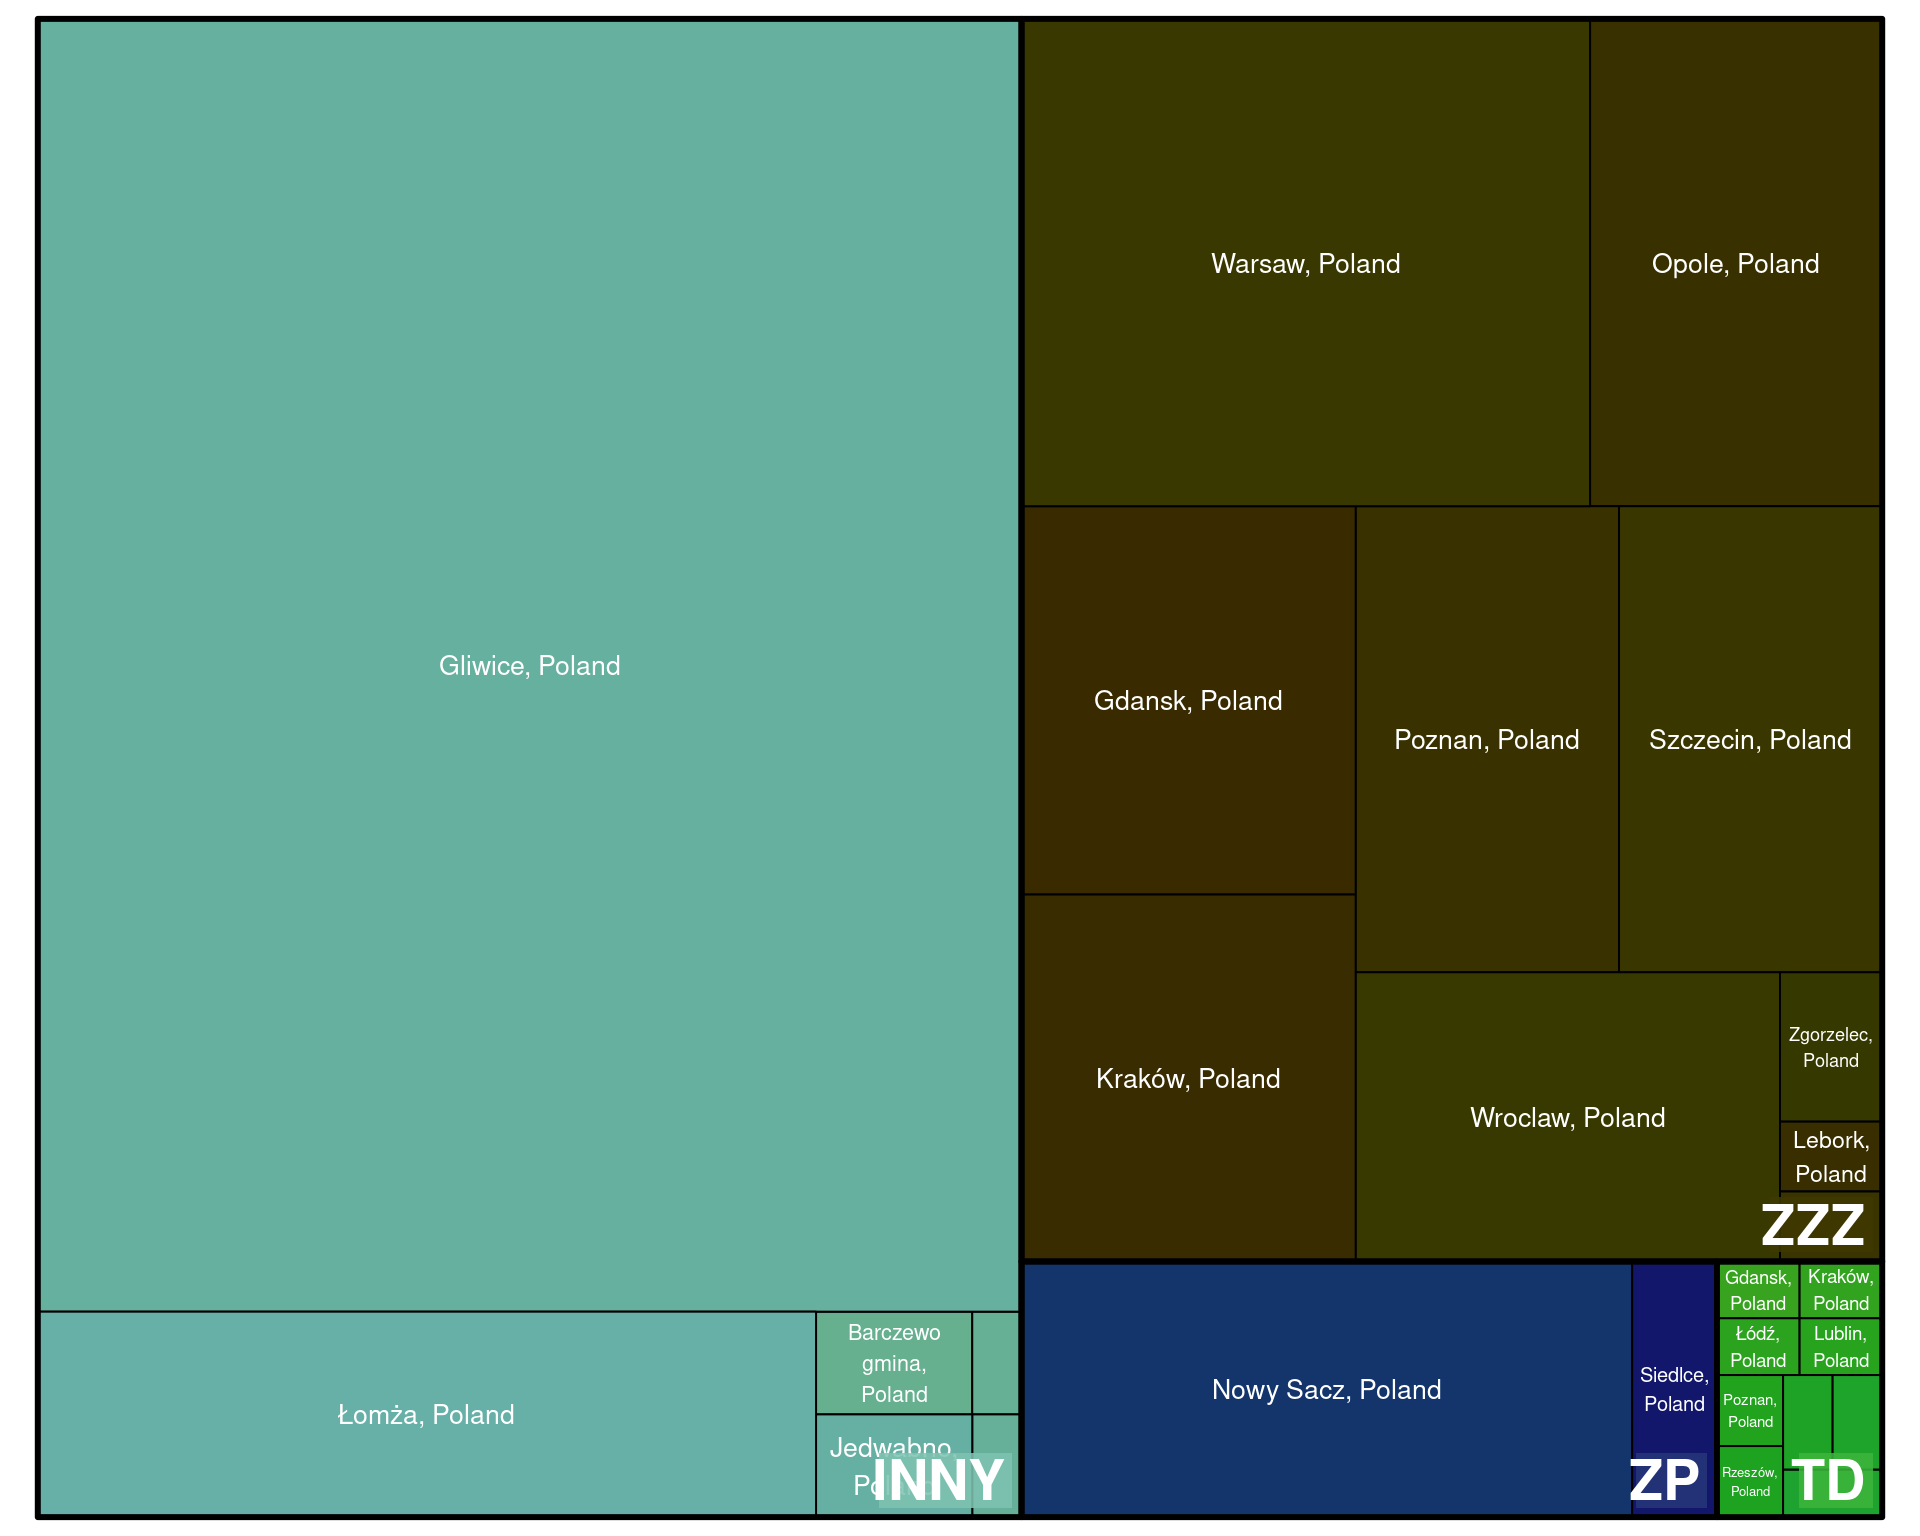 Gliwice, Poland
Łomża, Poland
Barczewo
gmina,
Poland
Jedwabno,
INNY
Warsaw, Poland
Opole, Poland
Gdansk, Poland
Poznan, Poland
Szczecin, Poland
Kraków, Poland
Wroclaw, Poland
Zgorzelec,
Poland
Lebork,
Poland
ZZZ
Nowy Sacz, Poland
Siedlce,
Poland
ZP
Gdansk,
Poland
Kraków,
Poland
Łódź,
Poland
Lublin,
Poland
Poznan,
Poland
Rzeszów,
Poland
TD